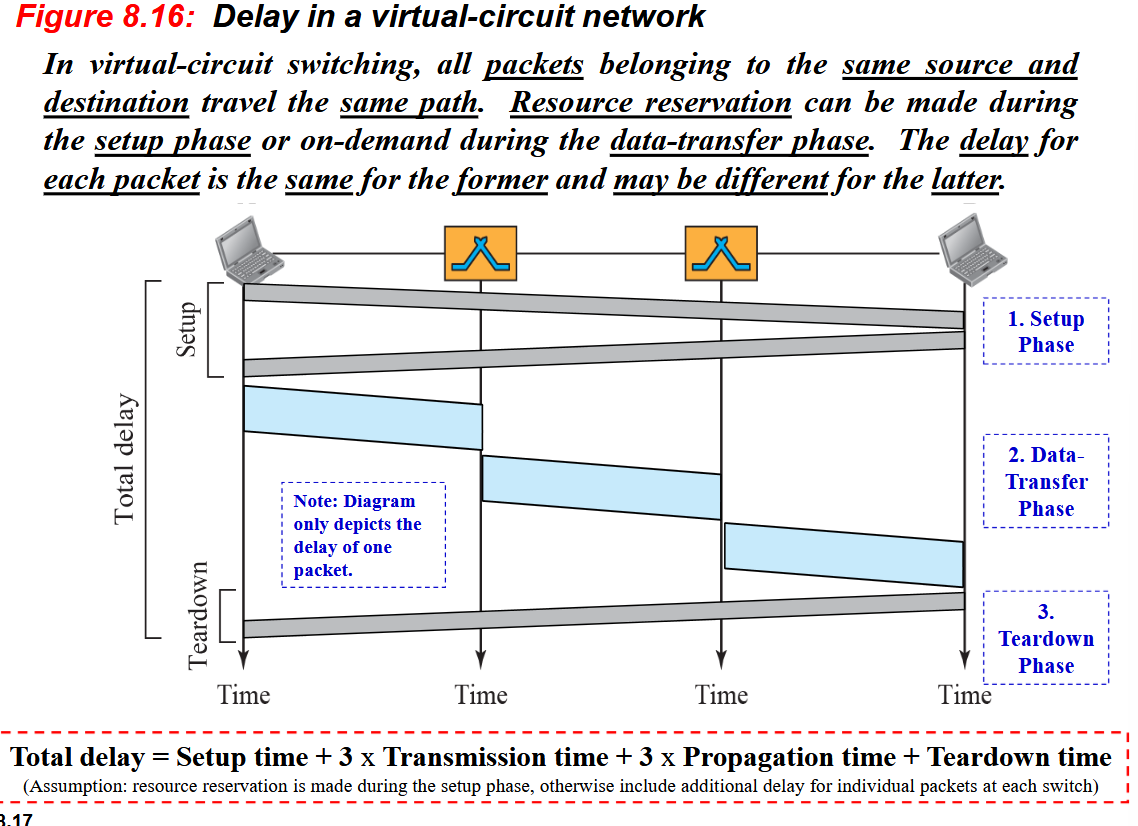 Figure 8.16: Delay in a virtual-circuit network
In virtual-circuit switching, all packets belonging to the same source and
destination travel the same path. Resource reservation can be made during
the setup phase or on-demand during the data-transfer phase. The delay for
each packet is the same for the former and may be different for the latter.
Total delay
Setup
Teardown
1. Setup
Phase
2. Data-
Transfer
Phase
Note: Diagram
only depicts the
delay of one
packet.
3.
Teardown
Phase
Time
Time
Time
Time
Total delay = Setup time + 3 x Transmission time + 3 x Propagation time + Teardown time
(Assumption: resource reservation is made during the setup phase, otherwise include additional delay for individual packets at each switch)
8.17